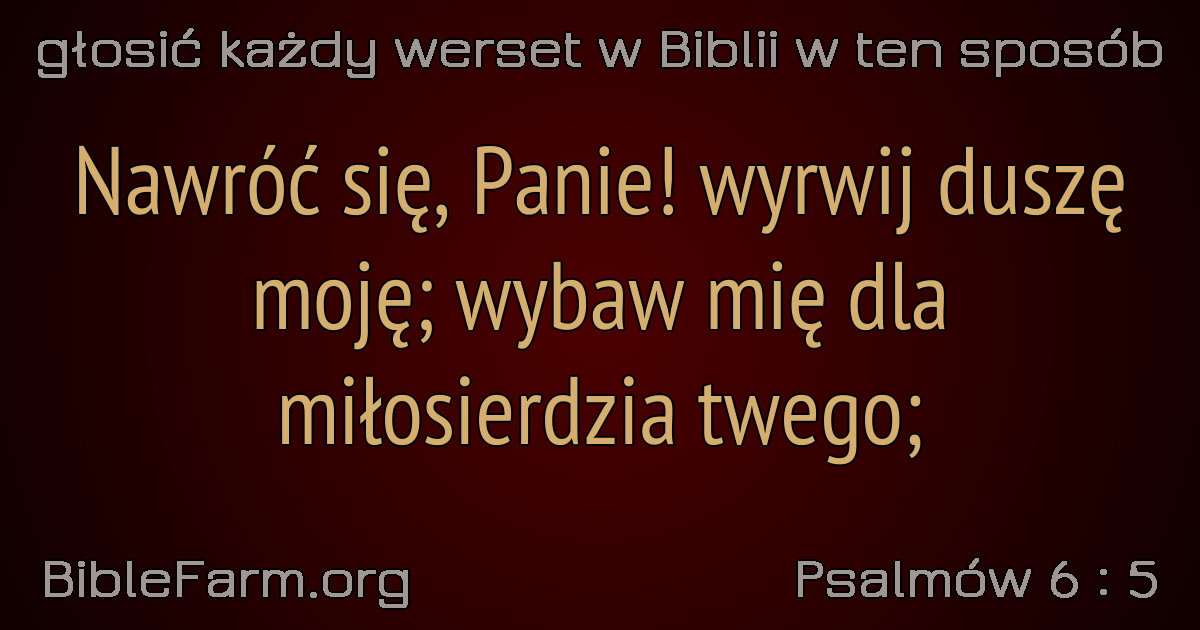 głosić każdy werset w Biblii w ten sposób
Nawróć się, Panie! wyrwij duszę
moję; wybaw mię dla
miłosierdzia twego;
BibleFarm.org
Psalmów 6 : 5